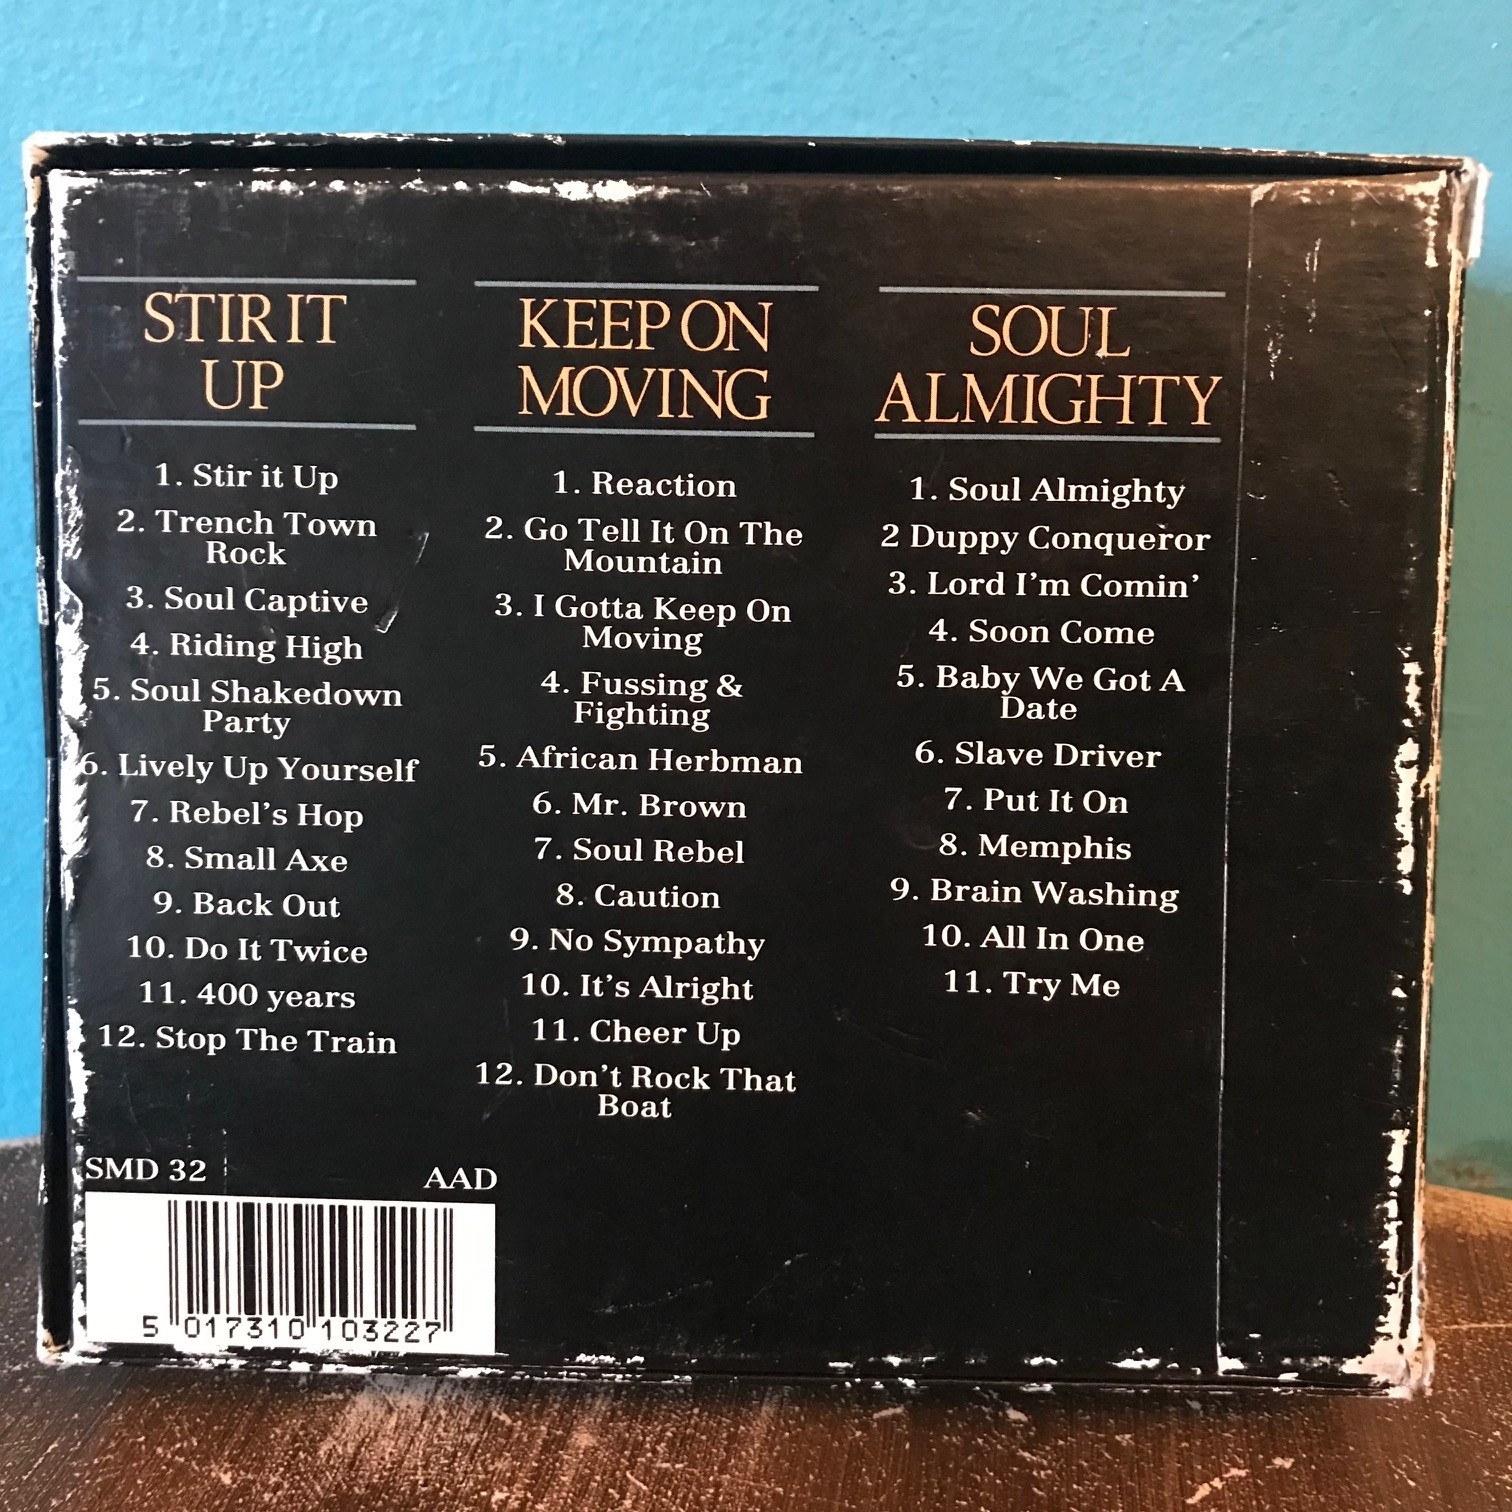 STIR IT
UP
1. Stir it Up
2. Trench Town
Rock
3. Soul Captive
4. Riding High
5. Soul Shakedown
Party
6. Lively Up Yourself
7. Rebel's Hop
8. Small Axe
9. Back Out
10. Do It Twice
11. 400 years
12. Stop The Train
KEEP ON
MOVING
1. Reaction
2. Go Tell It On The
Mountain
3. I Gotta Keep On
Moving
4. Fussing &
Fighting
5. African Herbman
6. Mr. Brown
7. Soul Rebel
8. Caution
9. No Sympathy
10. It's Alright
11. Cheer Up
12. Don't Rock That
Boat
SOUL
ALMIGHTY
1. Soul Almighty
2 Duppy Conqueror
3. Lord I'm Comin'
4. Soon Come
5. Baby We Got A
Date
6. Slave Driver
7. Put It On
8. Memphis
9. Brain Washing
10. All In One
11. Try Me
SMD 32 AAD
5 017310 103227